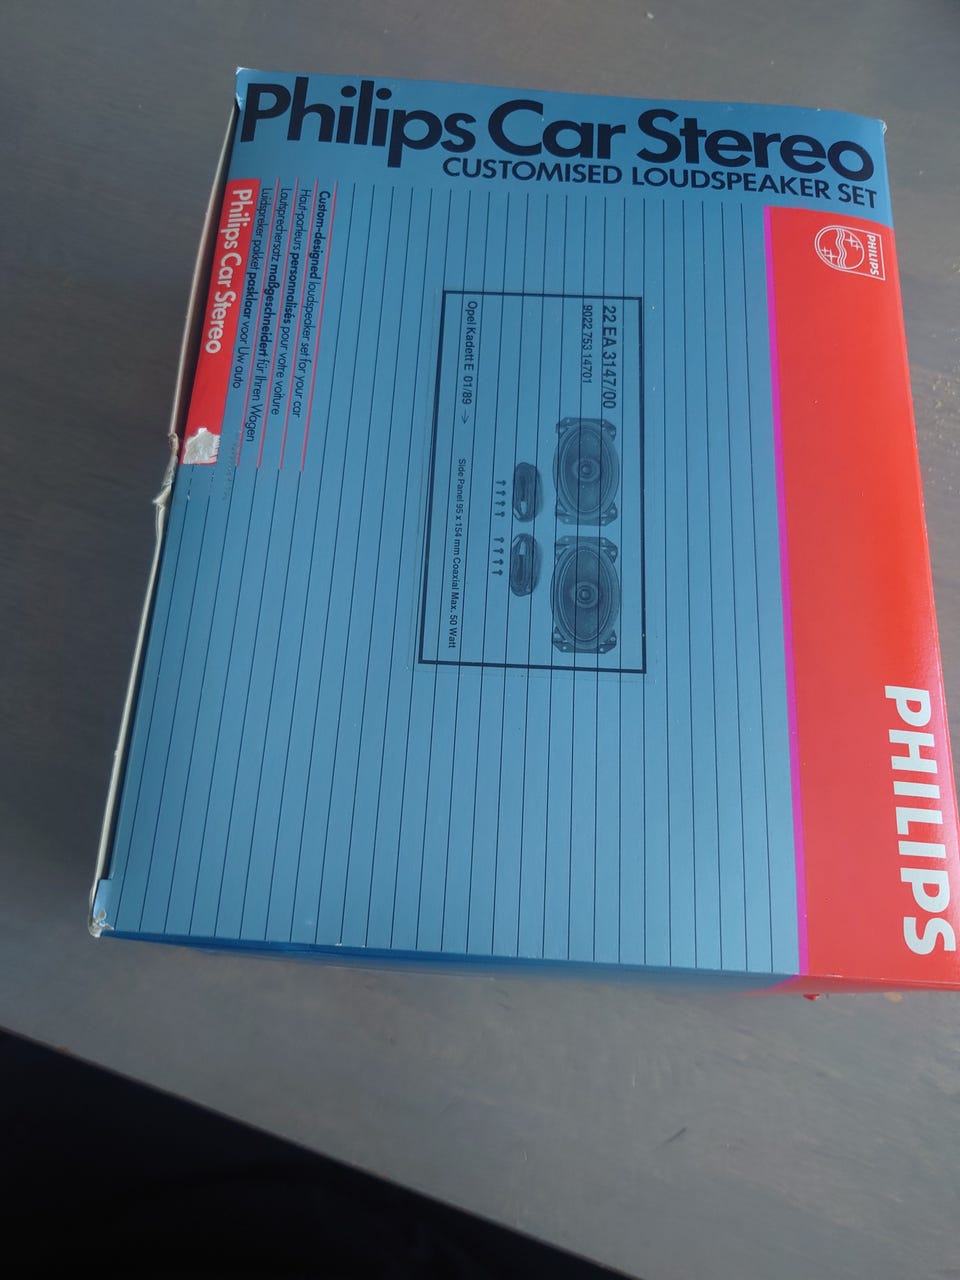 Philips Car Stereo
CUSTOMISED LOUDSPEAKER SET
PHILIPS
Custom-designed loudspeaker set for your car
Haut-parleurs personnalisés pour votre voiture
Lautsprechersatz maßgeschneidert für Ihren Wagen
Luidspreker pakket pasklaar voor Uw auto
Philips Car Stereo
22 EA 3147/00
9022 753 14701
Opel Kadett E 01/89 →
Side Panel 95 x 154 mm Coaxial Max. 50 Watt
PHILIPS